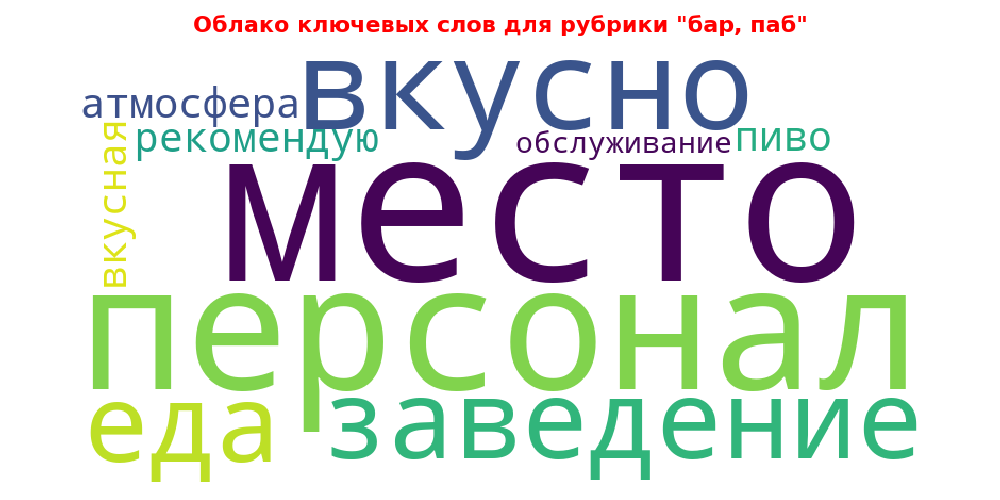 Облако ключевых слов для рубрики "бар, паб"
вкусно
атмосфера
рекомендую
обслуживание
пиво
вкусная
место
персонал
еда
заведение